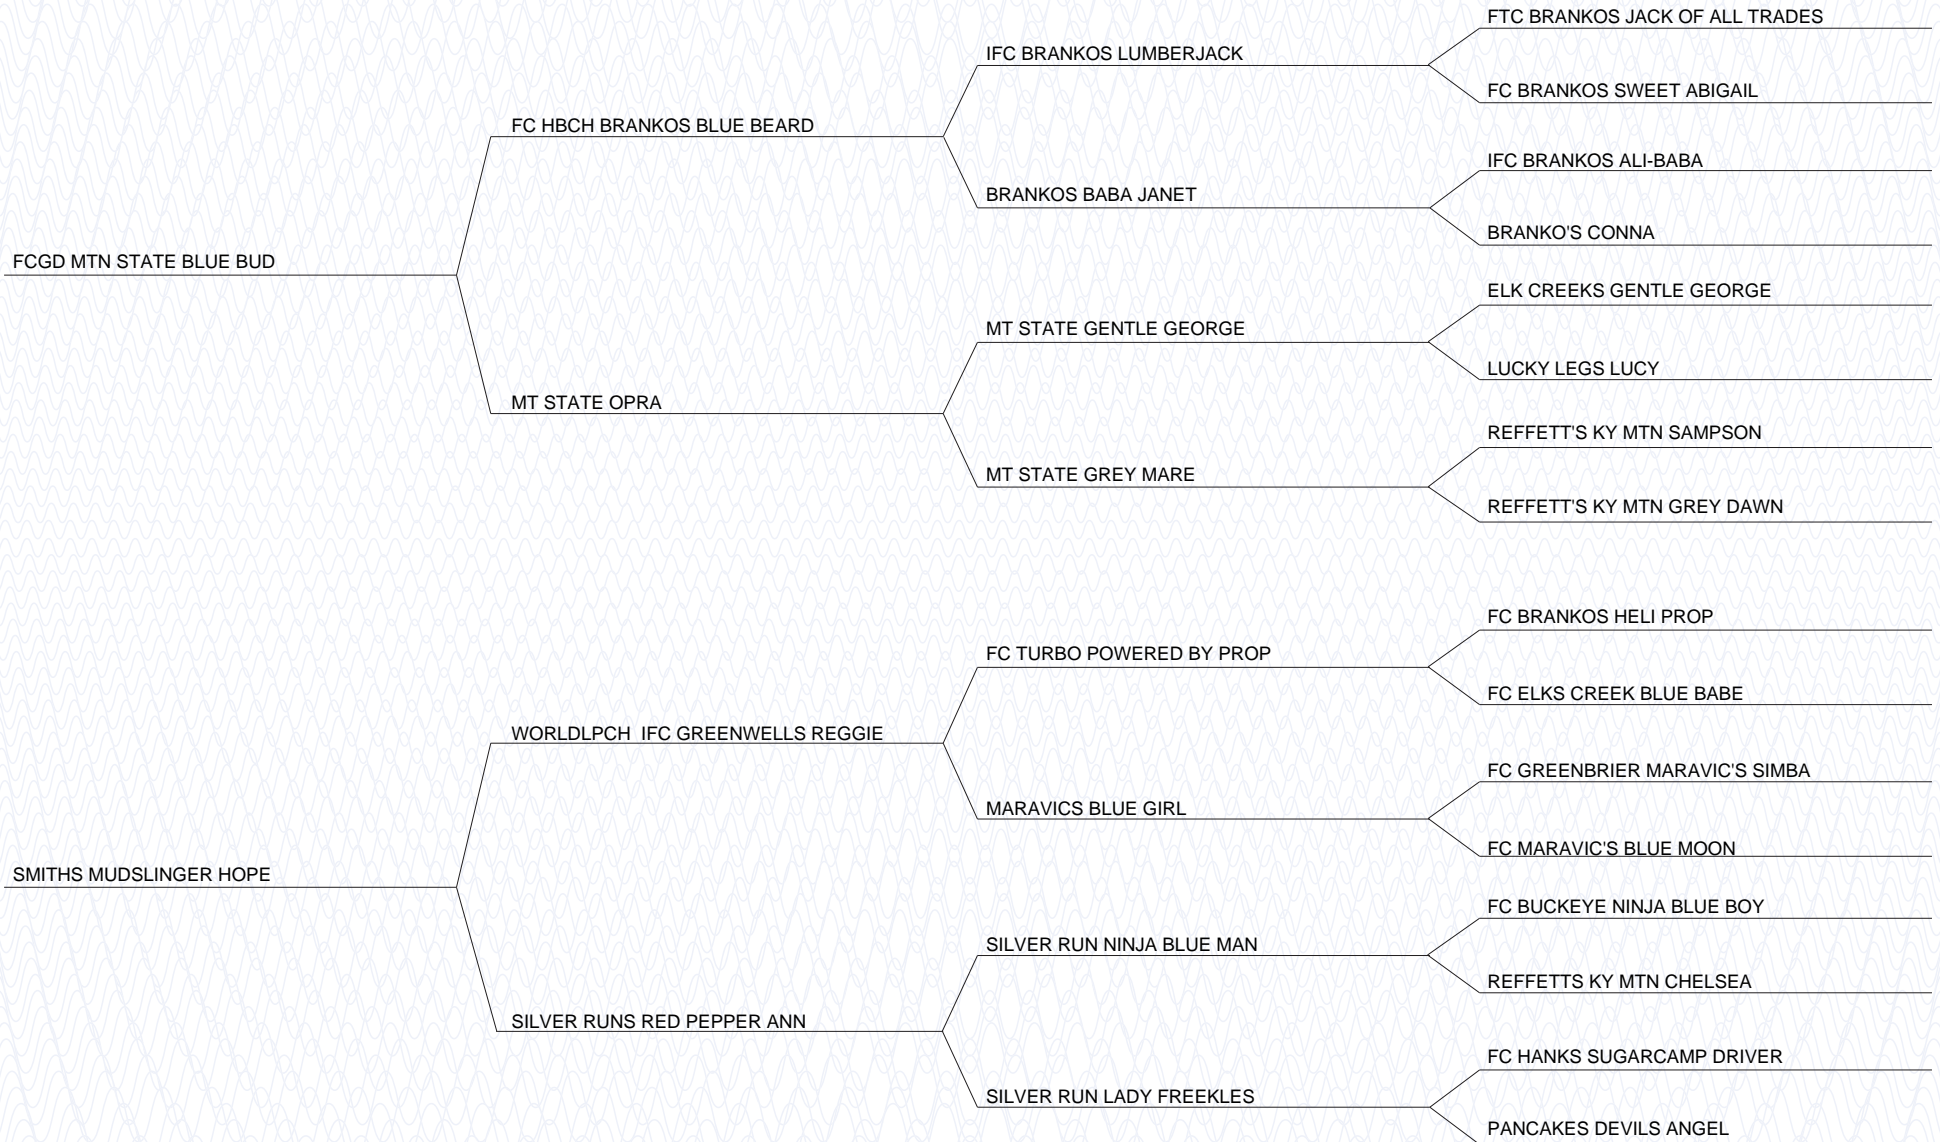 FTC BRANKOS JACK OF ALL TRADES
IFC BRANKOS LUMBERJACK
FC BRANKOS SWEET ABIGAIL
FC HBCH BRANKOS BLUE BEARD
IFC BRANKOS ALI-BABA
BRANKOS BABA JANET
BRANKO'S CONNA
FCGD MTN STATE BLUE BUD
ELK CREEKS GENTLE GEORGE
MT STATE GENTLE GEORGE
LUCKY LEGS LUCY
MT STATE OPRA
REFFETT'S KY MTN SAMPSON
MT STATE GREY MARE
REFFETT'S KY MTN GREY DAWN
FC BRANKOS HELI PROP
FC TURBO POWERED BY PROP
FC ELKS CREEK BLUE BABE
WORLDLPCH  IFC GREENWELLS REGGIE
FC GREENBRIER MARAVIC'S SIMBA
MARAVICS BLUE GIRL
FC MARAVIC'S BLUE MOON
SMITHS MUDSLINGER HOPE
FC BUCKEYE NINJA BLUE BOY
SILVER RUN NINJA BLUE MAN
REFFETTS KY MTN CHELSEA
SILVER RUNS RED PEPPER ANN
FC HANKS SUGARCAMP DRIVER
SILVER RUN LADY FREEKLES
PANCAKES DEVILS ANGEL